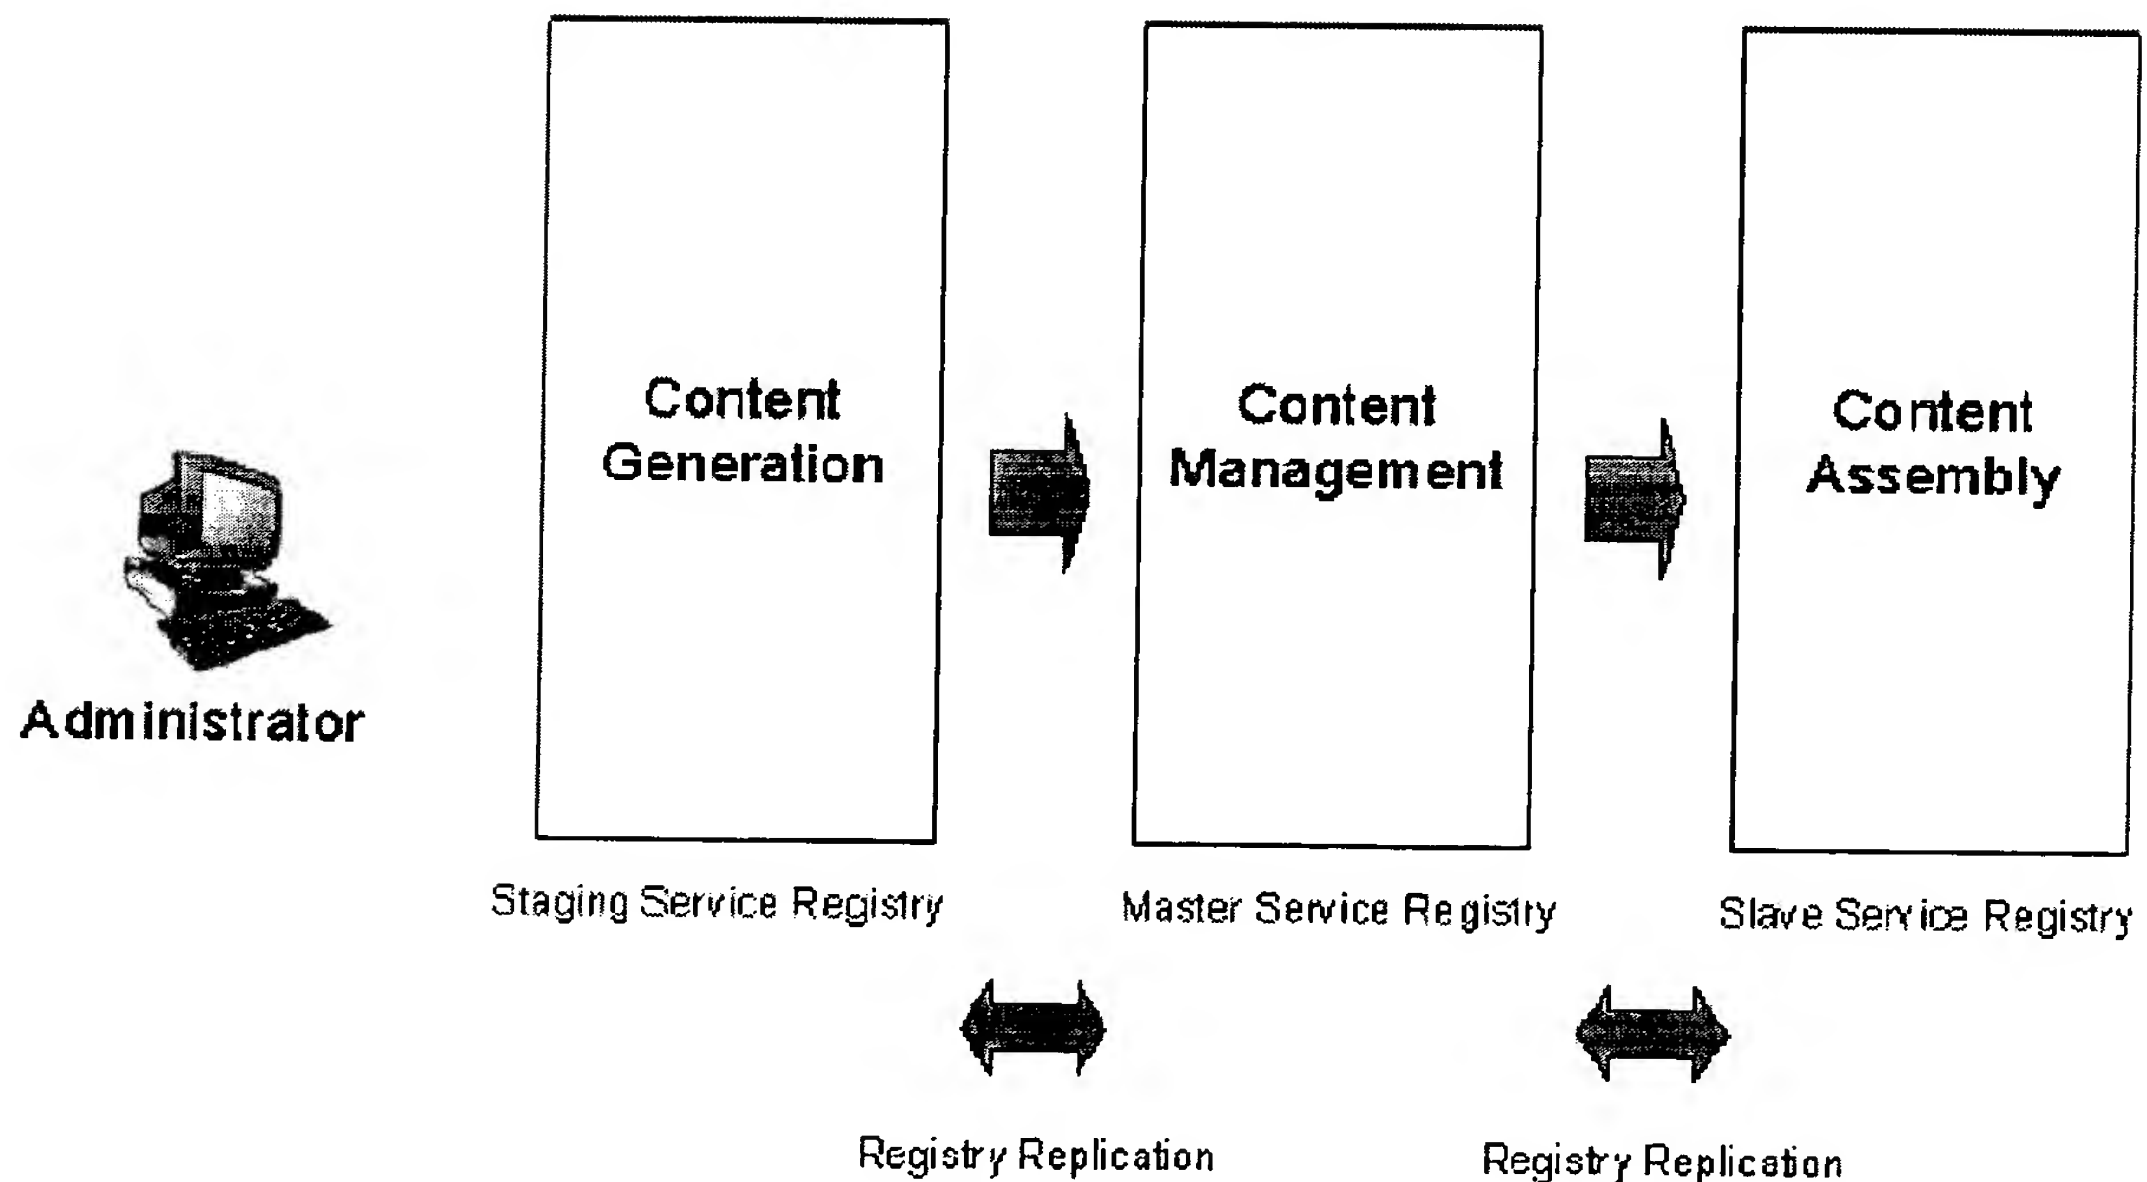 Content
Generation
Content
Management
Content
Assembly
Administrator
Staging Service Registry
Master Service Registry
Slave Service Registry
Registry Replication
Registry Replication